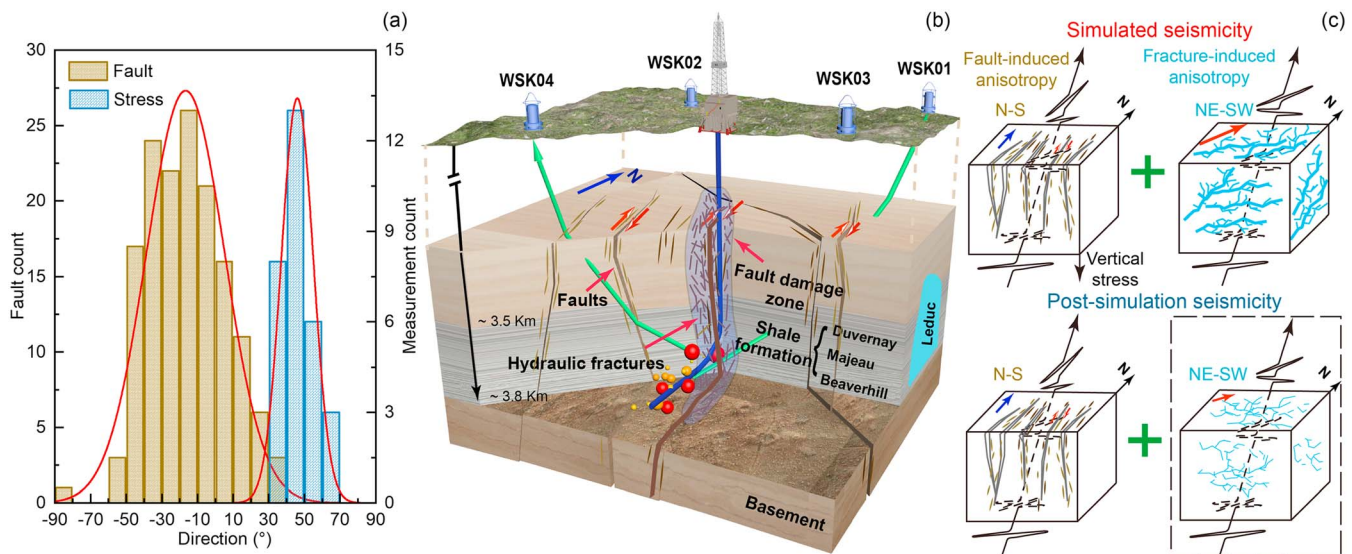 (a)
30
25
20
15
10
5
0
Fault count
Fault
Stress
15
12
9
6
3
0
Measurement count
-90
-70
-50
-30
-10
10
30
50
70
90
Direction (°)
(b)
WSK04
WSK02
WSK03
WSK01
N
Faults
Fault damage
zone
~ 3.5 Km
Hydraulic fractures
Shale
formation
Duvernay
Majeau
Beaverhill
Leduc
~ 3.8 Km
Basement
(c)
Simulated seismicity
Fault-induced
anisotropy
N-S
N
Fracture-induced
anisotropy
NE-SW
N
Vertical
stress
Post-simulation seismicity
N-S
N
NE-SW
N